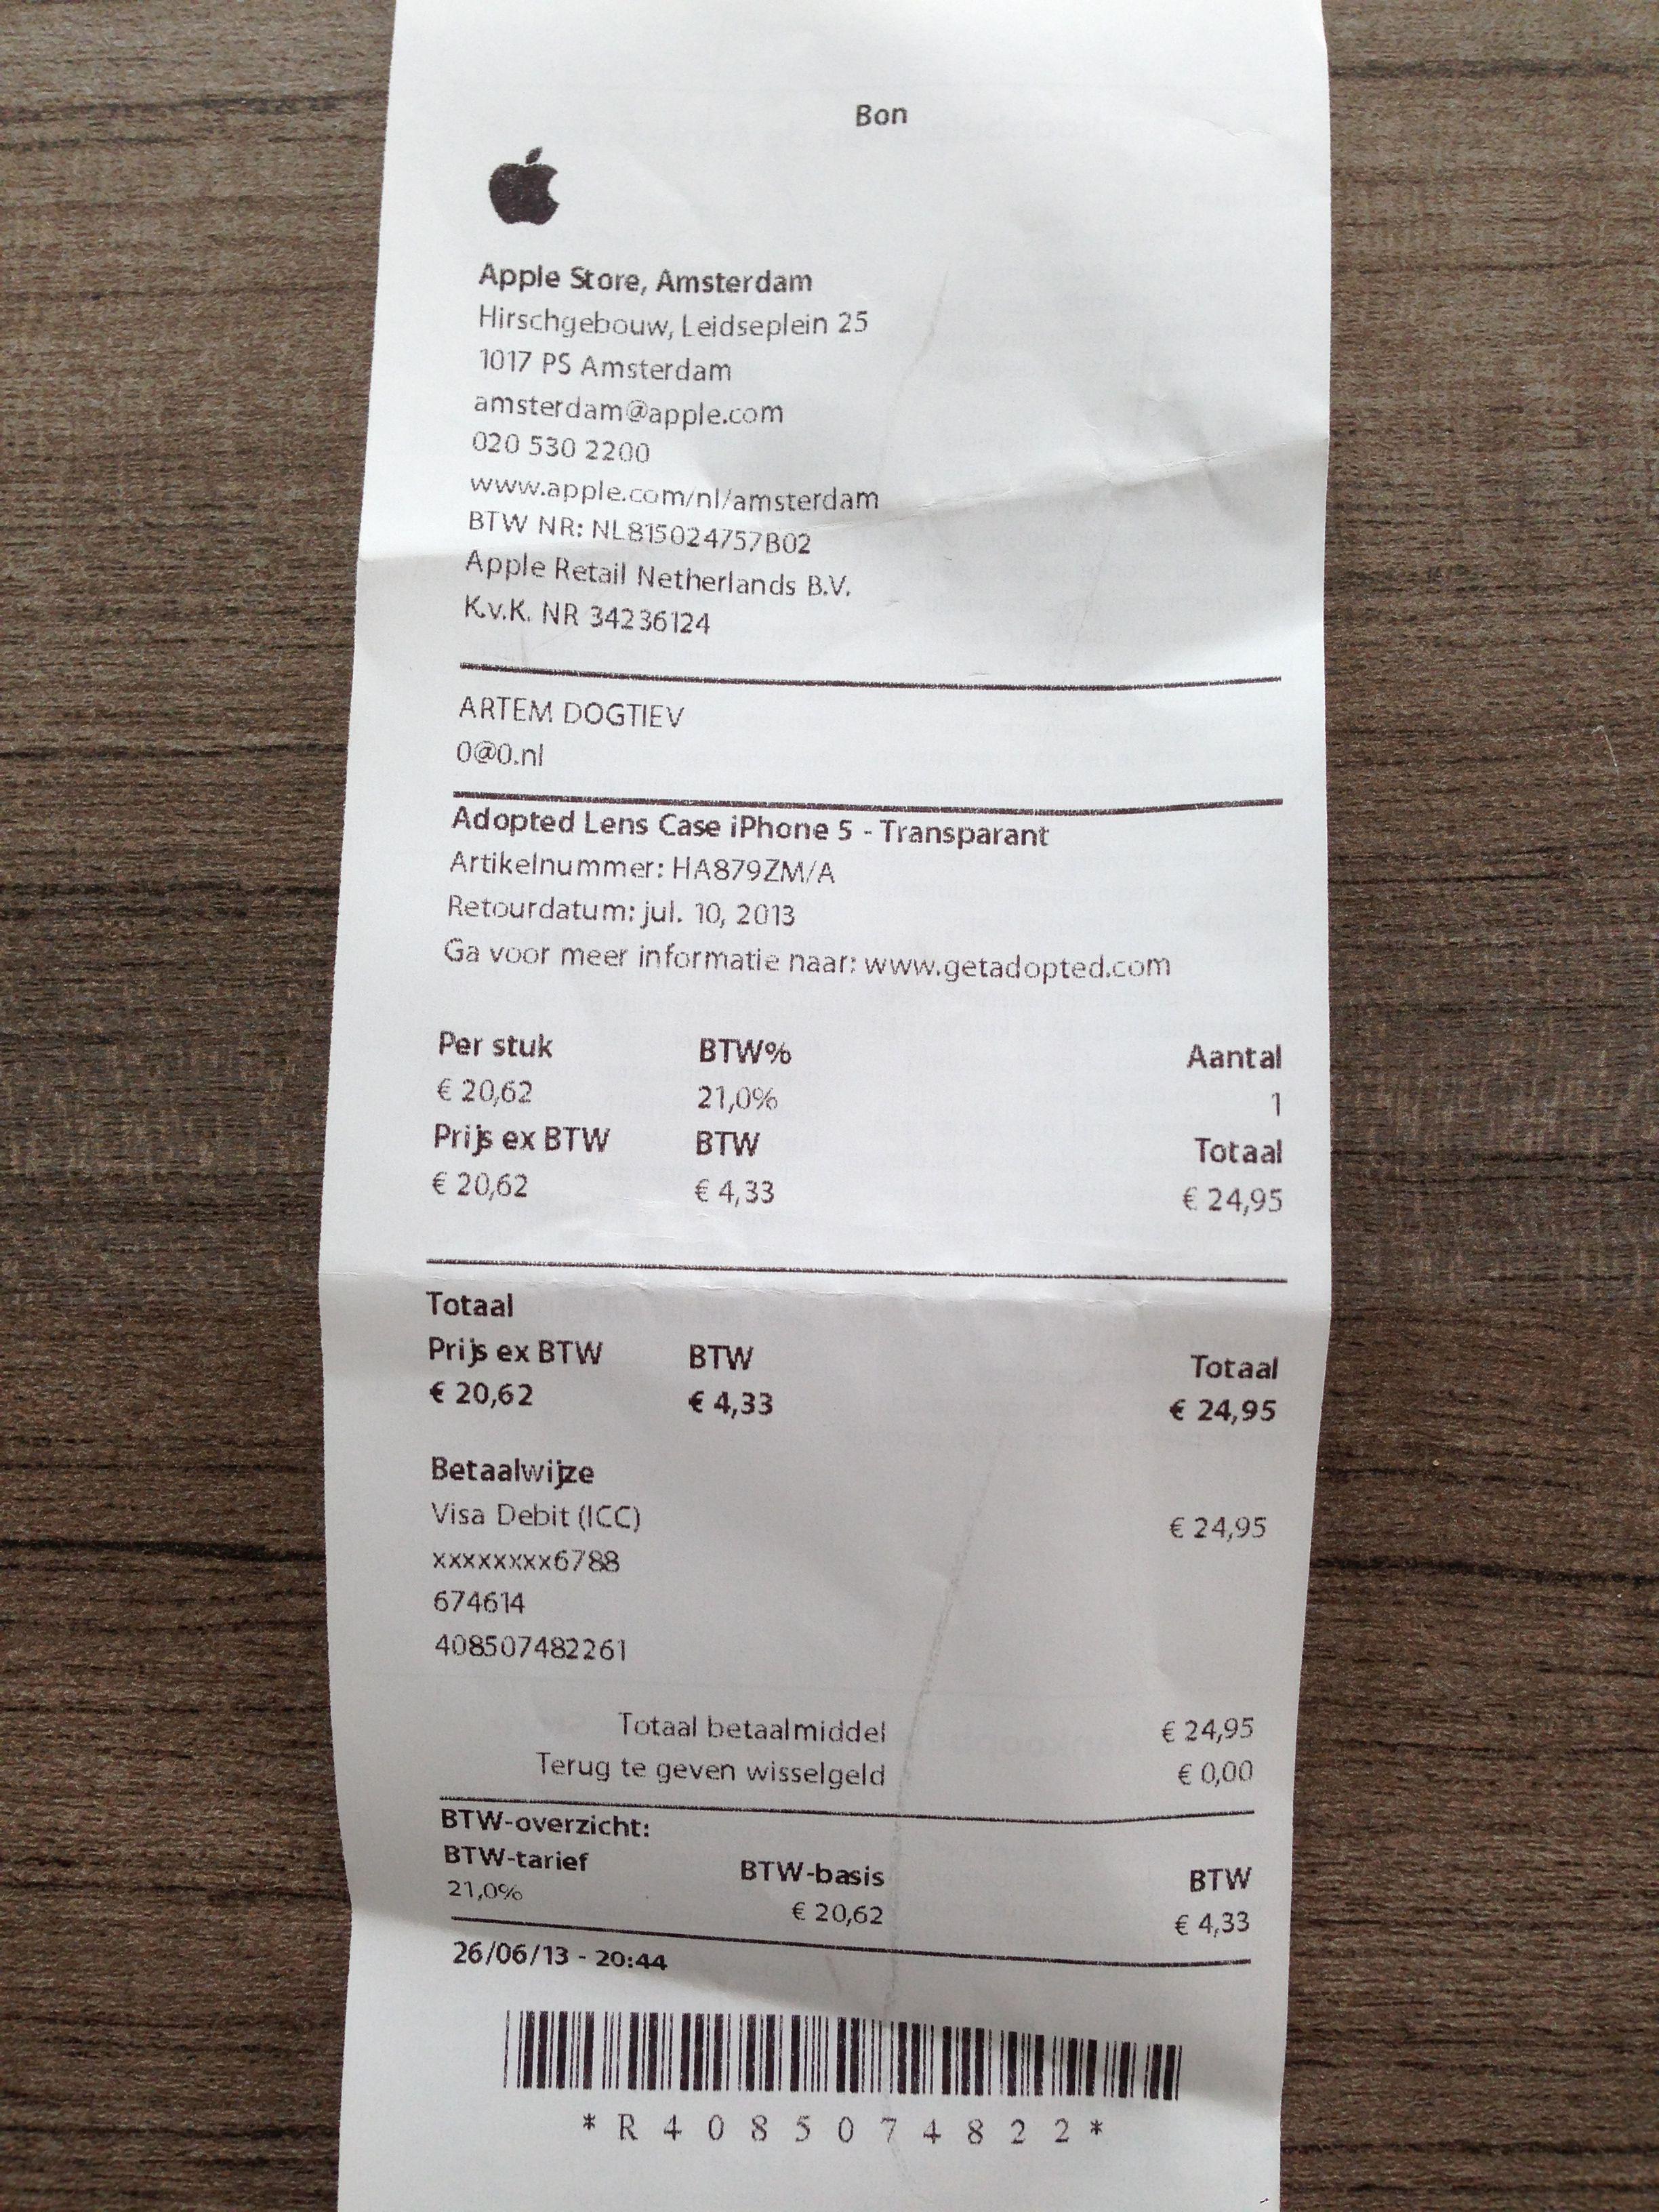 Bon
Apple Store, Amsterdam
Hirschgebouw, Leidseplein 25
1017 PS Amsterdam
amsterdam@apple.com
020 530 2200
www.apple.com/nl/amsterdam
BTW NR: NL815024757B02
Apple Retail Netherlands B.V.
K.v.K. NR 34236124
ARTEM DOGTIEV
0@0.nl
Adopted Lens Case iPhone 5 - Transparant
Artikelnummer: HA879ZM/A
Retourdatum: jul. 10, 2013
Ga voor meer informatie naar: www.getadopted.com
Per stuk BTW% Aantal
€ 20,62 21,0% 1
Prijs ex BTW BTW Totaal
€ 20,62 € 4,33 € 24,95
Totaal
Prijs ex BTW BTW Totaal
€ 20,62 € 4,33 € 24,95
Betaalwijze
Visa Debit (ICC) € 24,95
xxxxxxxx6788
674614
408507482261
Totaal betaalmiddel € 24,95
Terug te geven wisselgeld € 0,00
BTW-overzicht:
BTW-tarief BTW-basis BTW
21,0% € 20,62 € 4,33
26/06/13 - 20:44
*R4085074822*